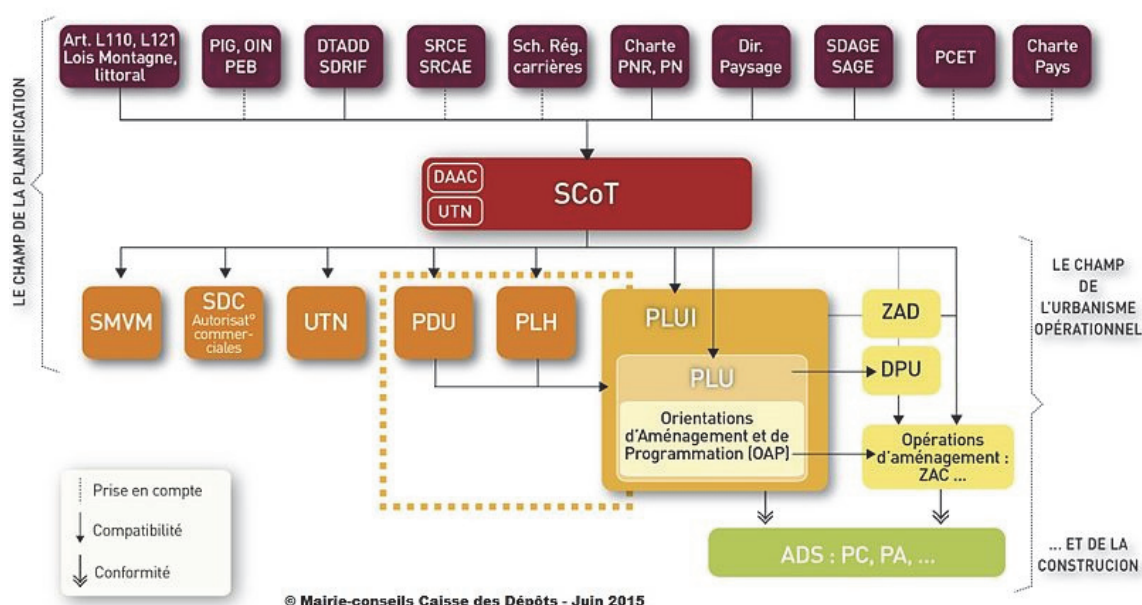 LE CHAMP DE LA PLANIFICATION
Art. L110, L121
Lois Montagne,
littoral
PIG, OIN
PEB
DTADD
SDRIF
SRCE
SRCAE
Sch. Rég.
carrières
Charte
PNR, PN
Dir.
Paysage
SDAGE
SAGE
PCET
Charte
Pays
DAAC
UTN
SCoT
SMVM
SDC
Autorisat°
commer-
ciales
UTN
PDU
PLH
PLUI
PLU
Orientations
d'Aménagement et de
Programmation (OAP)
ZAD
DPU
Opérations
d'aménagement :
ZAC ...
LE CHAMP
DE
L'URBANISME
OPÉRATIONNEL
ADS : PC, PA, ...
... ET DE LA
CONSTRUCION
Prise en compte
Compatibilité
Conformité
© Mairie-conseils Caisse des Dépôts - Juin 2015